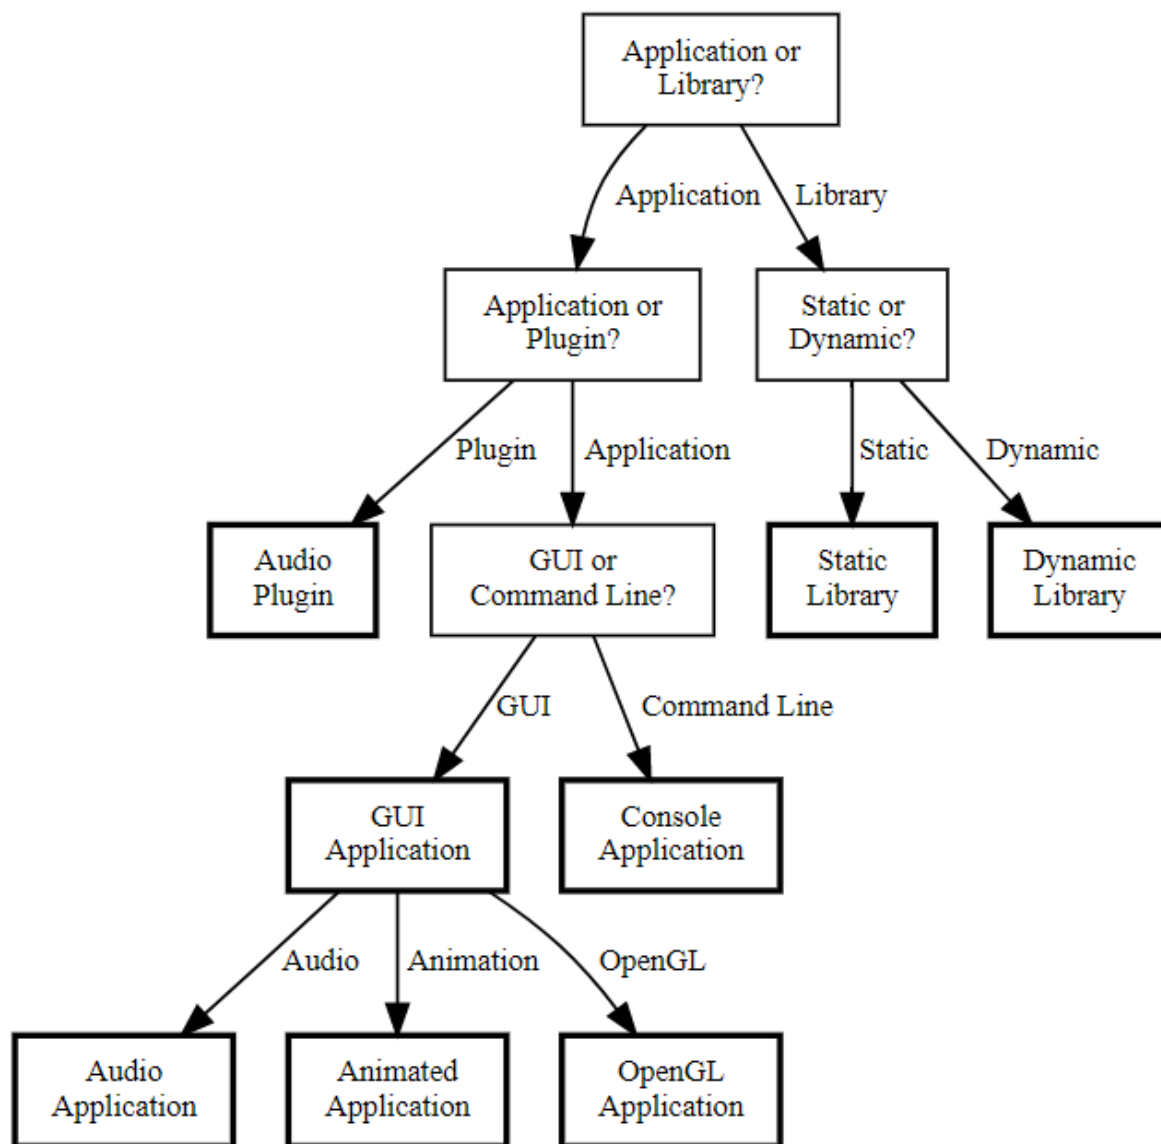 Application or
Library?
Application
Library
Application or
Plugin?
Static or
Dynamic?
Plugin
Application
Static
Dynamic
Audio
Plugin
GUI or
Command Line?
Static
Library
Dynamic
Library
GUI
Command Line
GUI
Application
Console
Application
Audio
Animation
OpenGL
Audio
Application
Animated
Application
OpenGL
Application